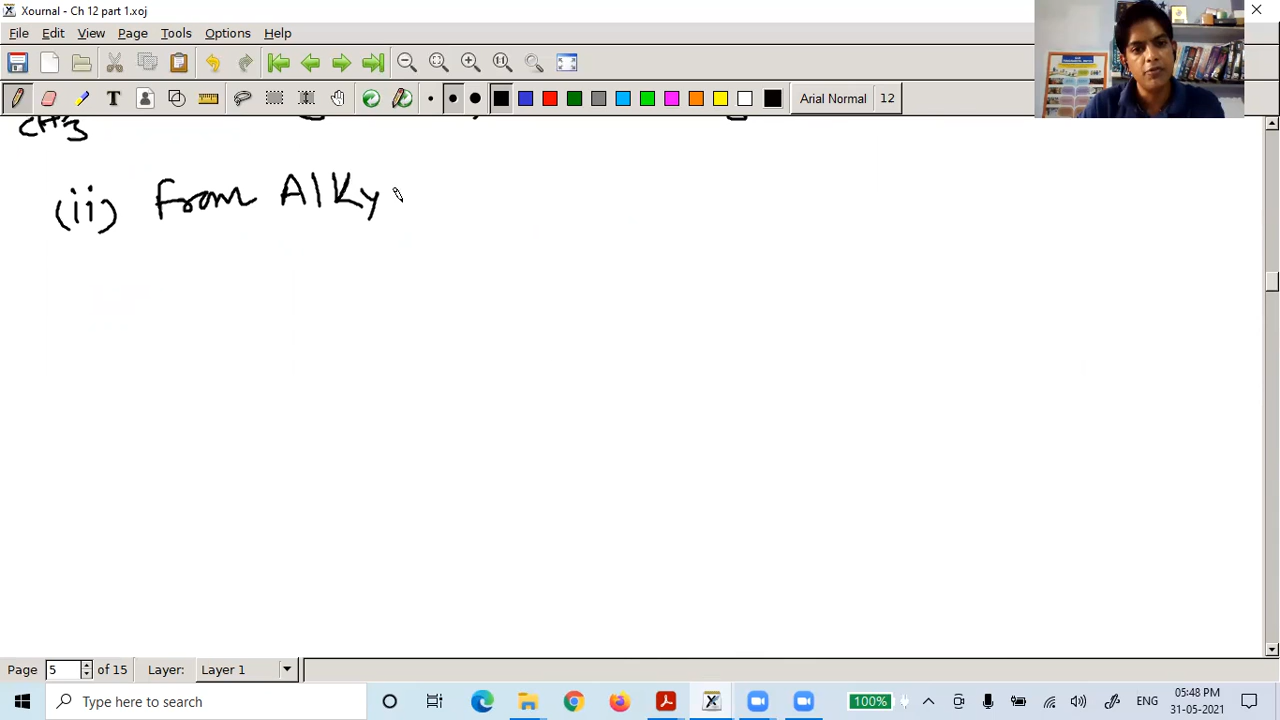 Xournal - Ch 12 part 1.xoj
File Edit View Page Tools Options Help
Arial Normal 12
CH3
(ii) From Alky
Page 5 of 15 Layer: Layer 1
Type here to search
100%
ENG
05:48 PM
31-05-2021